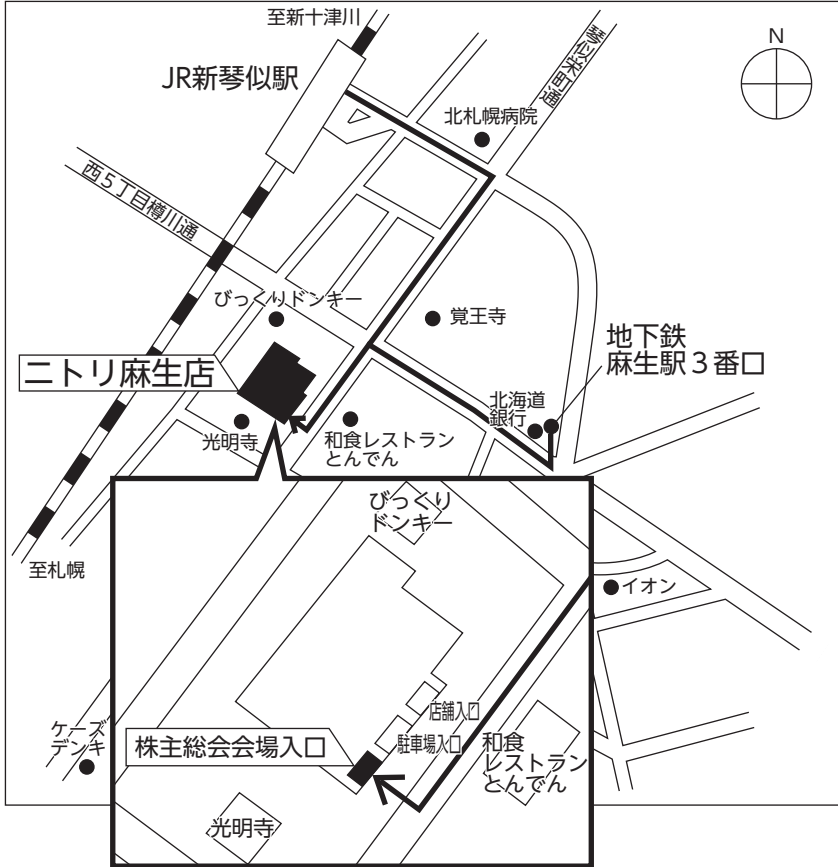 至新十津川
N
JR新琴似駅
琴似栄町通
北札幌病院
西5丁目樽川通
びっくりドンキー
覚王寺
地下鉄
麻生駅3番口
ニトリ麻生店
北海道
銀行
光明寺
和食レストラン
とんでん
びっくり
ドンキー
至札幌
イオン
店舗入口
駐車場入口
ケーズ
デンキ
株主総会会場入口
和食
レストラン
とんでん
光明寺